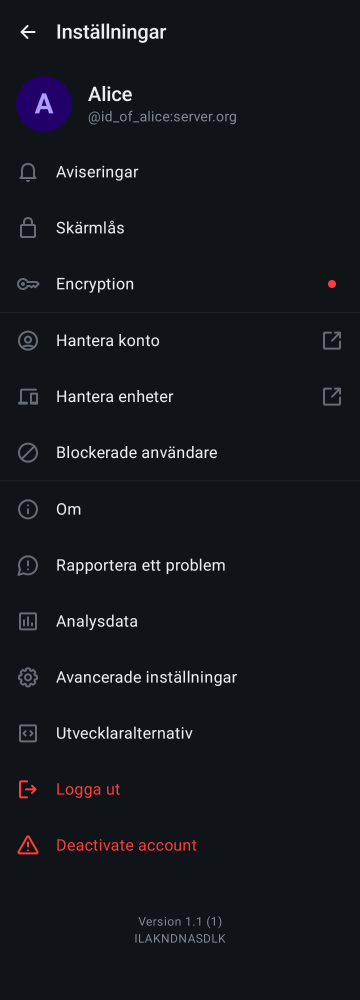 Inställningar
A
Alice
@id_of_alice:server.org
Aviseringar
Skärmlås
Encryption
Hantera konto
Hantera enheter
Blockerade användare
Om
Rapportera ett problem
Analysdata
Avancerade inställningar
Utvecklaralternativ
Logga ut
Deactivate account
Version 1.1 (1)
ILAKNDNASDLK